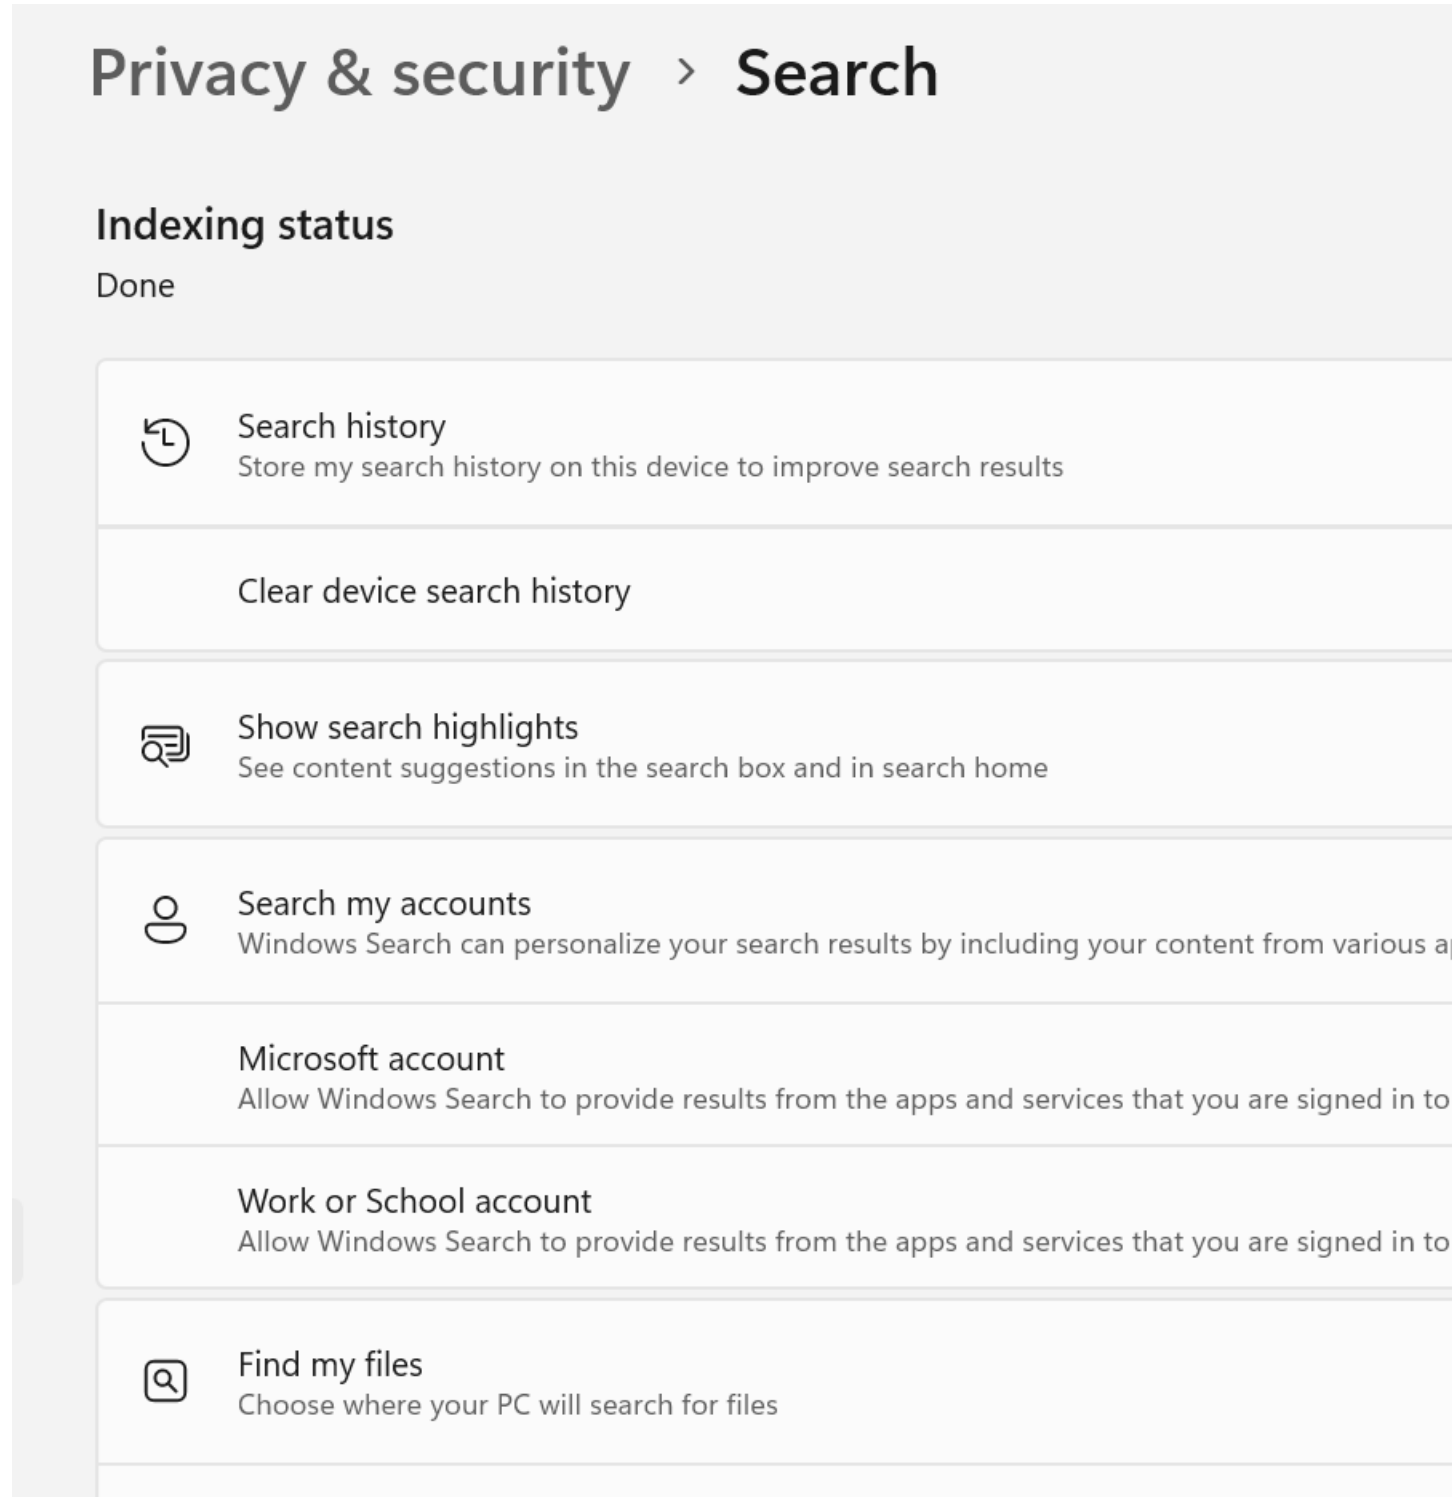 Privacy & security > Search
Indexing status
Done
Search history
Store my search history on this device to improve search results
Clear device search history
Show search highlights
See content suggestions in the search box and in search home
Search my accounts
Windows Search can personalize your search results by including your content from various
Microsoft account
Allow Windows Search to provide results from the apps and services that you are signed in to
Work or School account
Allow Windows Search to provide results from the apps and services that you are signed in to
Find my files
Choose where your PC will search for files